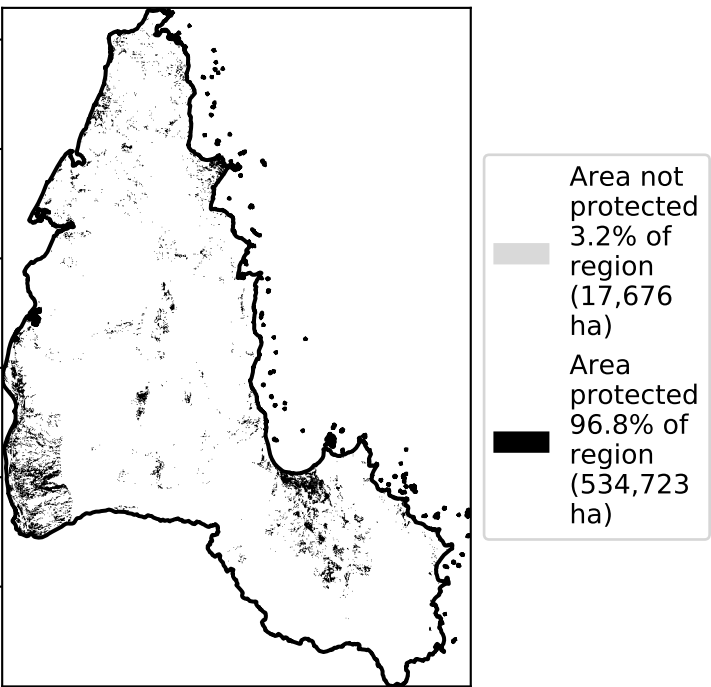 Area not
protected
3.2% of
region
(17,676
ha)
Area
protected
96.8% of
region
(534,723
ha)